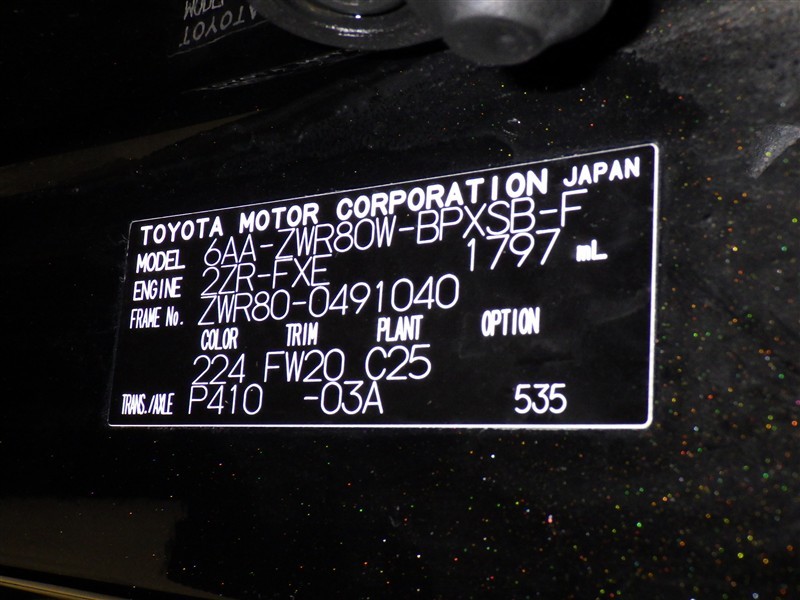 TOYOTA MOTOR CORPORATION JAPAN
MODEL 6AA-ZWR80W-BPXSB-F
ENGINE 2ZR-FXE 1797 mL
FRAME No. ZWR80-0491040
COLOR TRIM PLANT OPTION
224 FW20 C25
TRANS./AXLE P410 -03A 535